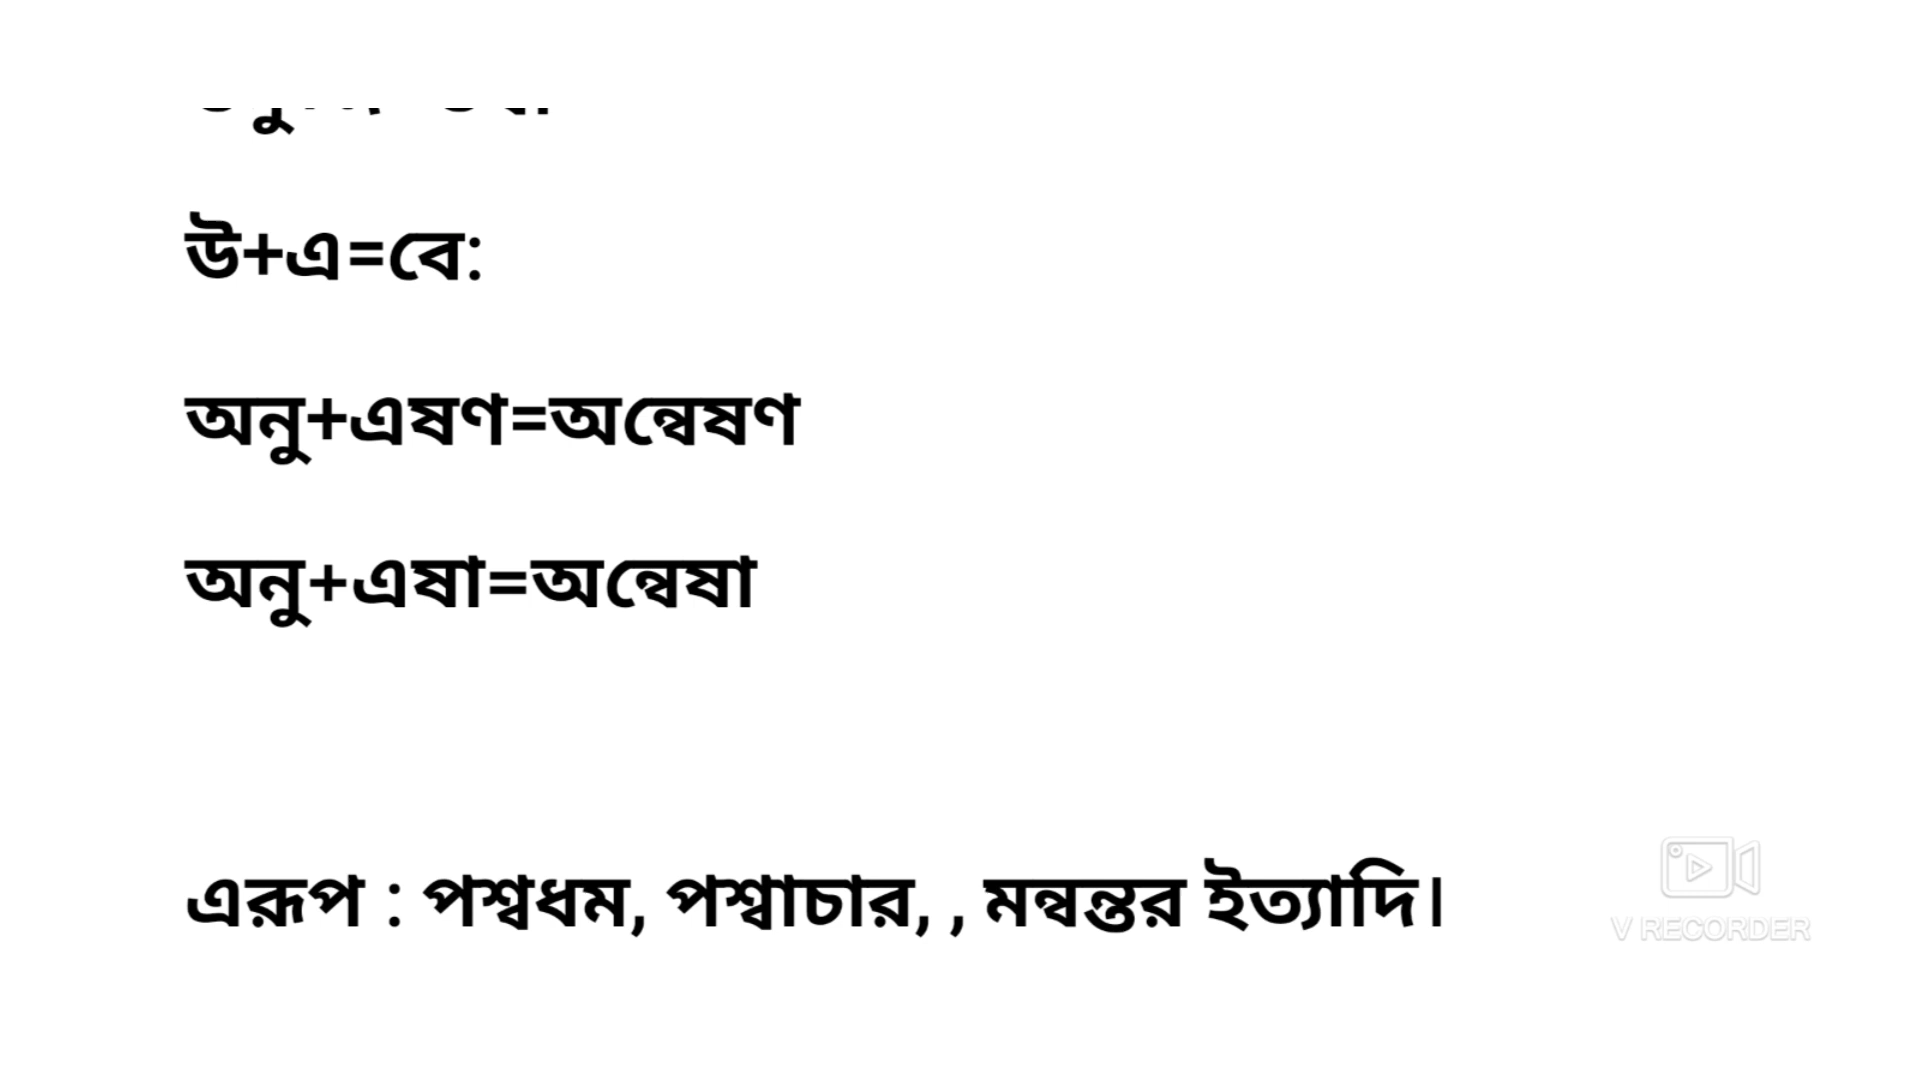 উ+এ=বে:
অনু+এষণ=অন্বেষণ
অনু+এষা=অন্বেষা
এরূপ : পশ্বধম, পশ্বাচার, , মন্বন্তর ইত্যাদি।
V RECORDER